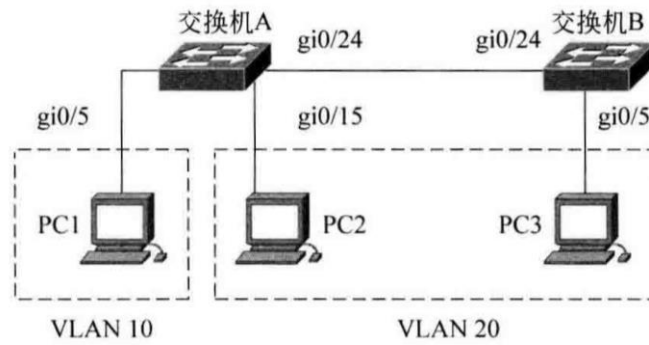 交换机A
交换机B
gi0/24
gi0/24
gi0/5
gi0/15
gi0/5
PC1
PC2
PC3
VLAN 10
VLAN 20